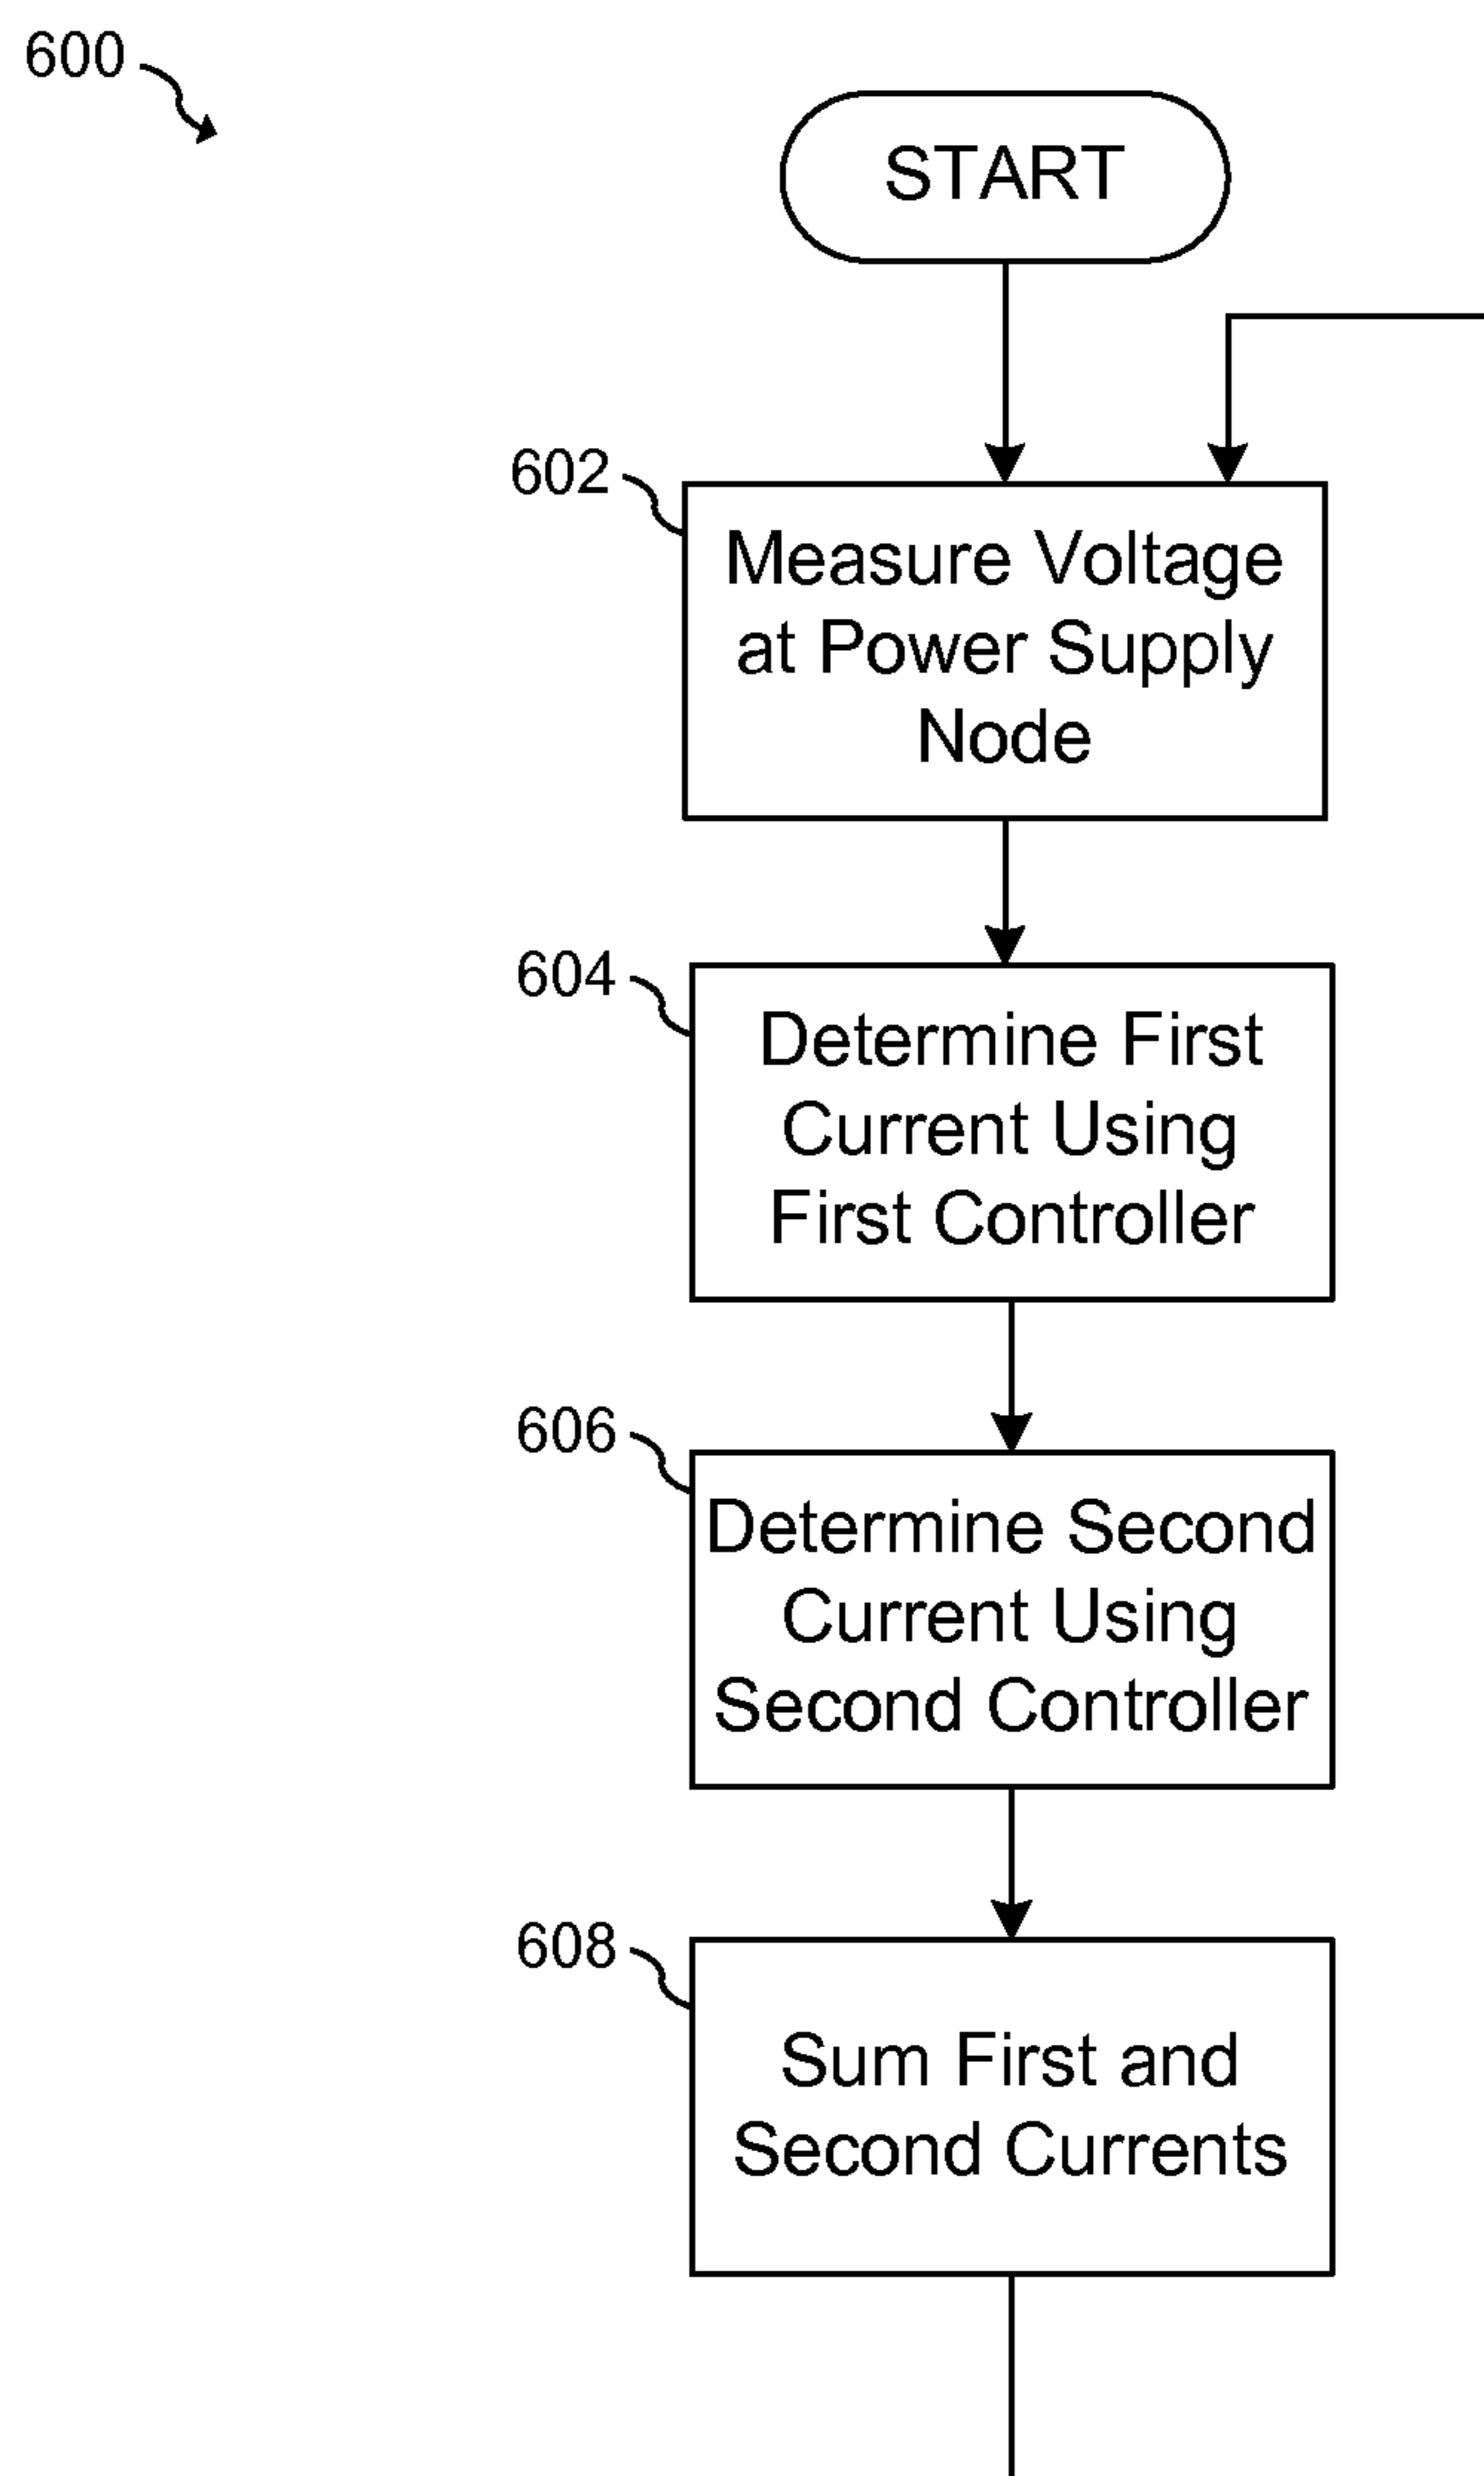 600
START
602
Measure Voltage
at Power Supply
Node
604
Determine First
Current Using
First Controller
606
Determine Second
Current Using
Second Controller
608
Sum First and
Second Currents